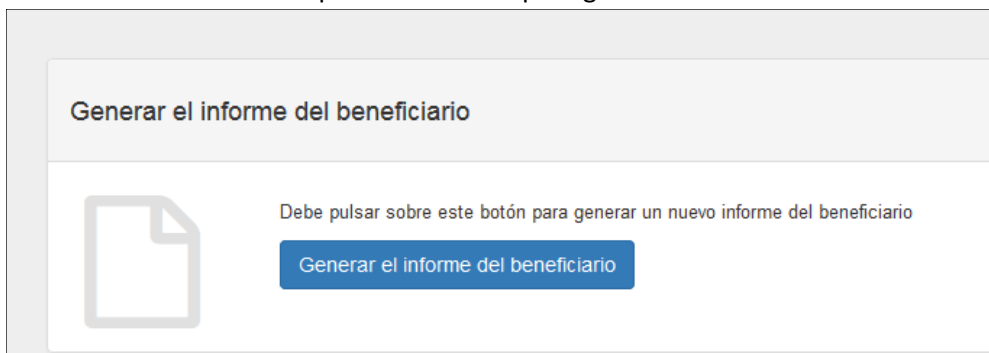 Generar el informe del beneficiario
Debe pulsar sobre este botón para generar un nuevo informe del beneficiario
Generar el informe del beneficiario